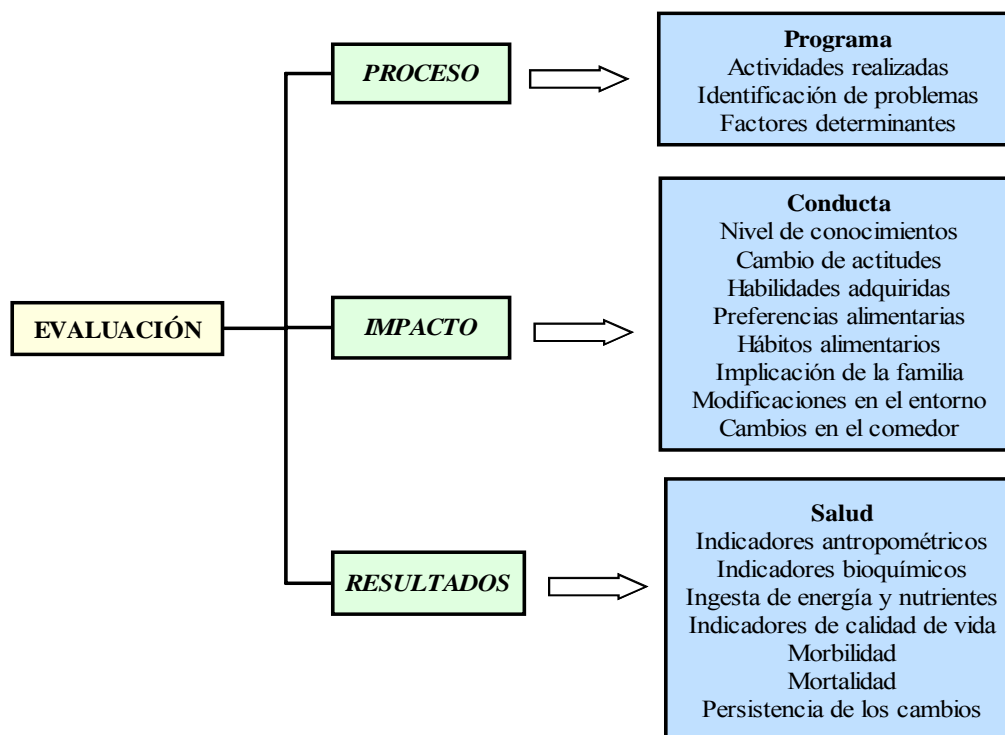 EVALUACIÓN
PROCESO
Programa
Actividades realizadas
Identificación de problemas
Factores determinantes
IMPACTO
Conducta
Nivel de conocimientos
Cambio de actitudes
Habilidades adquiridas
Preferencias alimentarias
Hábitos alimentarios
Implicación de la familia
Modificaciones en el entorno
Cambios en el comedor
RESULTADOS
Salud
Indicadores antropométricos
Indicadores bioquímicos
Ingesta de energía y nutrientes
Indicadores de calidad de vida
Morbilidad
Mortalidad
Persistencia de los cambios